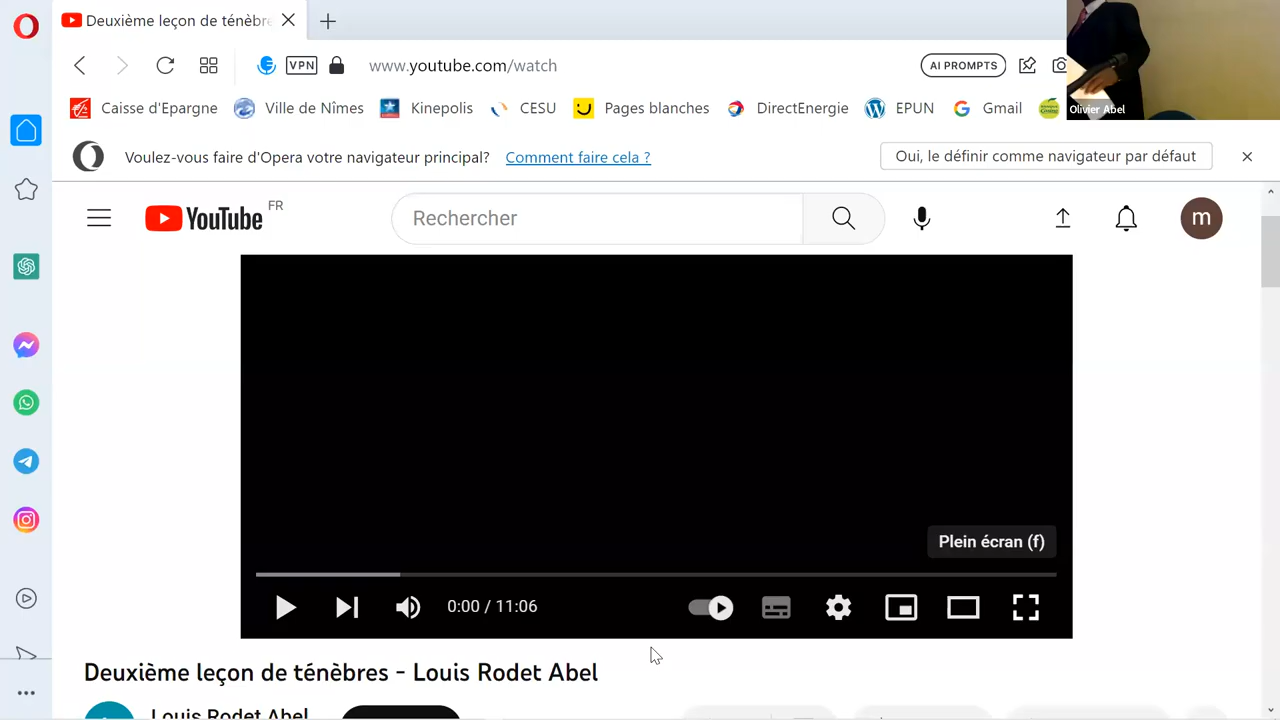 Deuxième leçon de ténèbre
VPN
www.youtube.com/watch
AI PROMPTS
Caisse d'Epargne
Ville de Nîmes
Kinepolis
CESU
Pages blanches
DirectEnergie
EPUN
Gmail
Olivier Abel
Voulez-vous faire d'Opera votre navigateur principal?
Comment faire cela ?
Oui, le définir comme navigateur par défaut
YouTube FR
Rechercher
m
Plein écran (f)
0:00 / 11:06
Deuxième leçon de ténèbres - Louis Rodet Abel
Louis Rodet Abel